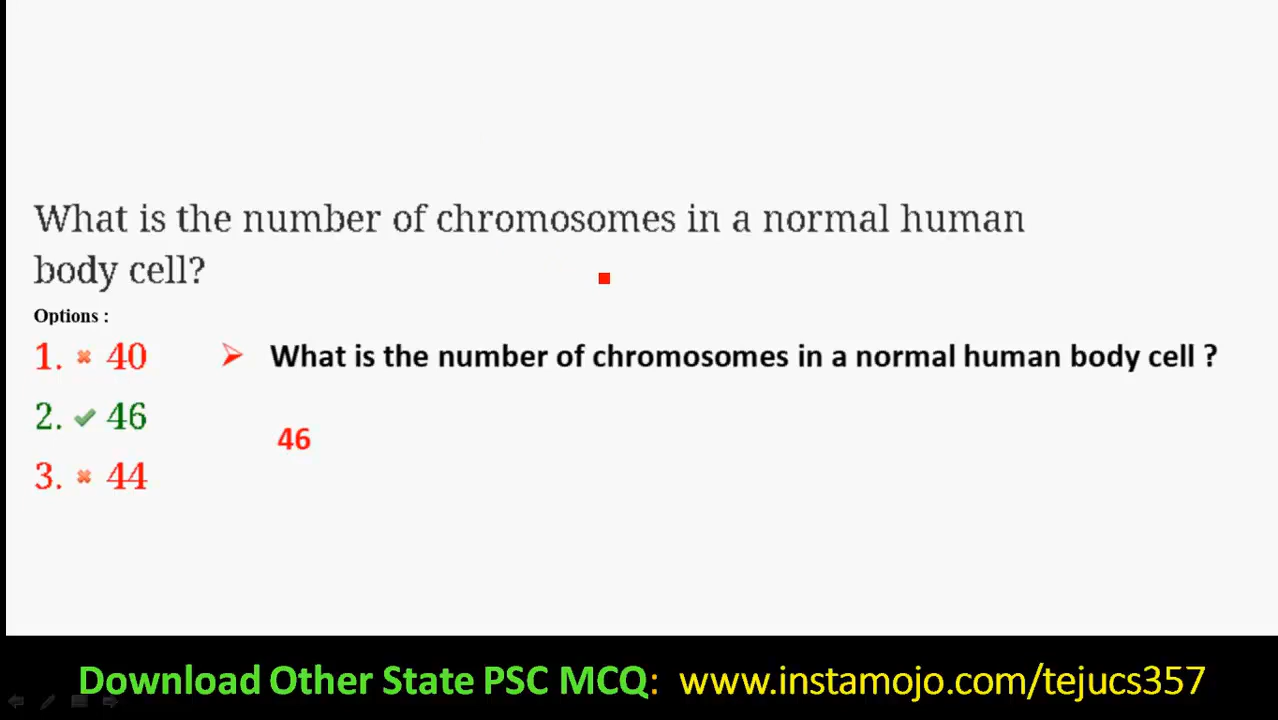 What is the number of chromosomes in a normal human
body cell?
Options :
1. ✖ 40
➢ What is the number of chromosomes in a normal human body cell ?
2. ✔ 46
46
3. ✖ 44
Download Other State PSC MCQ: www.instamojo.com/tejucs357